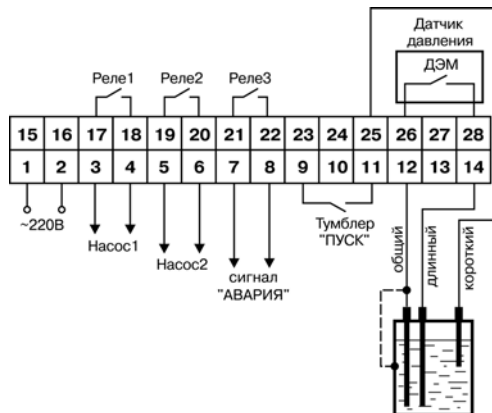 Датчик
давления
ДЭМ
Реле1 Реле2 Реле3
15 16 17 18 19 20 21 22 23 24 25 26 27 28
1 2 3 4 5 6 7 8 9 10 11 12 13 14
~220В
Насос1
Насос2
сигнал
"АВАРИЯ"
Тумблер
"ПУСК"
общий
длинный
короткий